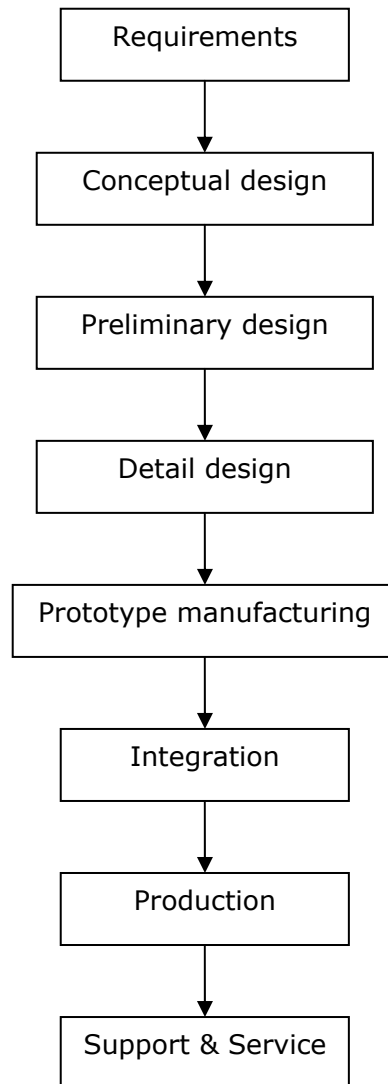 Requirements
Conceptual design
Preliminary design
Detail design
Prototype manufacturing
Integration
Production
Support & Service